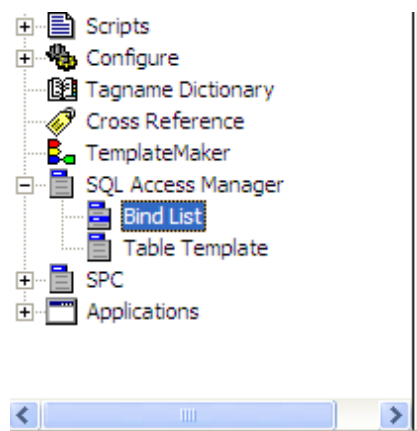 Scripts
Configure
Tagname Dictionary
Cross Reference
TemplateMaker
SQL Access Manager
Bind List
Table Template
SPC
Applications